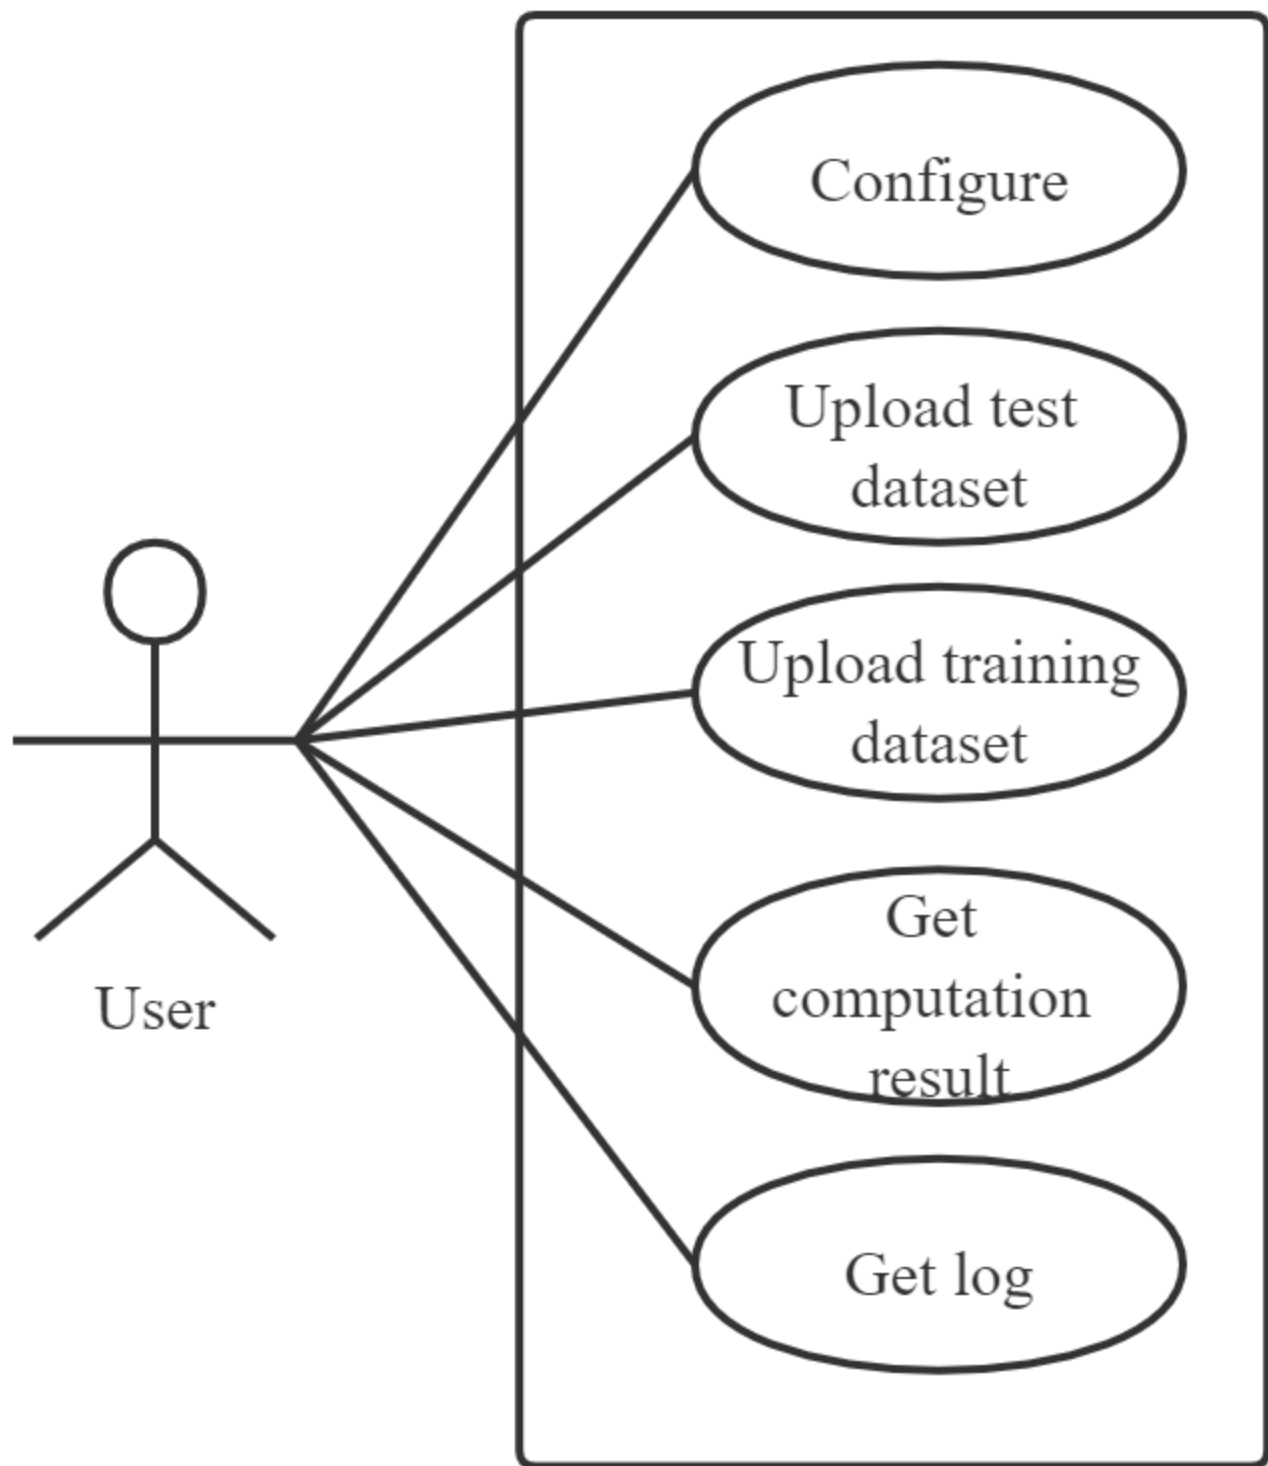 Configure
Upload test
dataset
Upload training
dataset
Get
computation
result
User
Get log